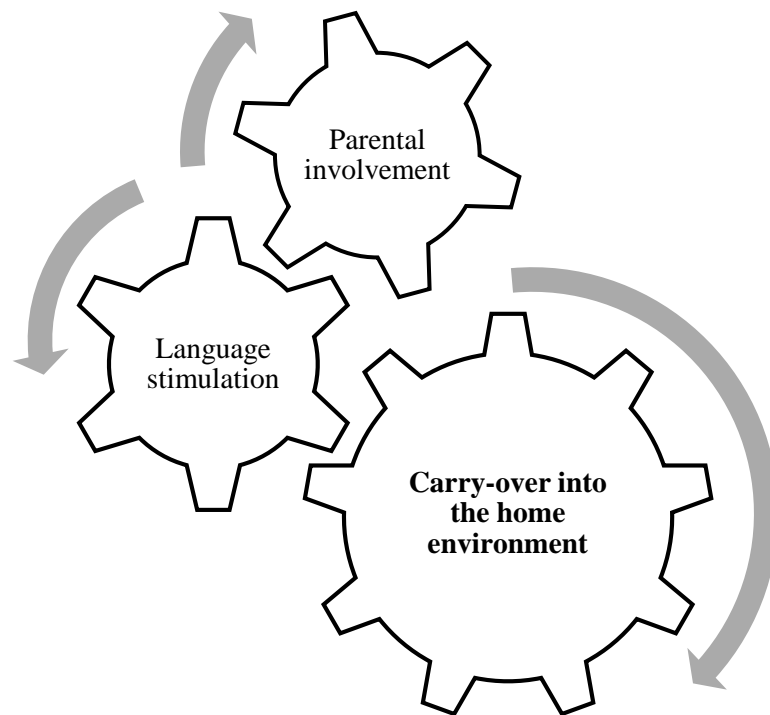 Parental
involvement
Language
stimulation
Carry-over into
the home
environment